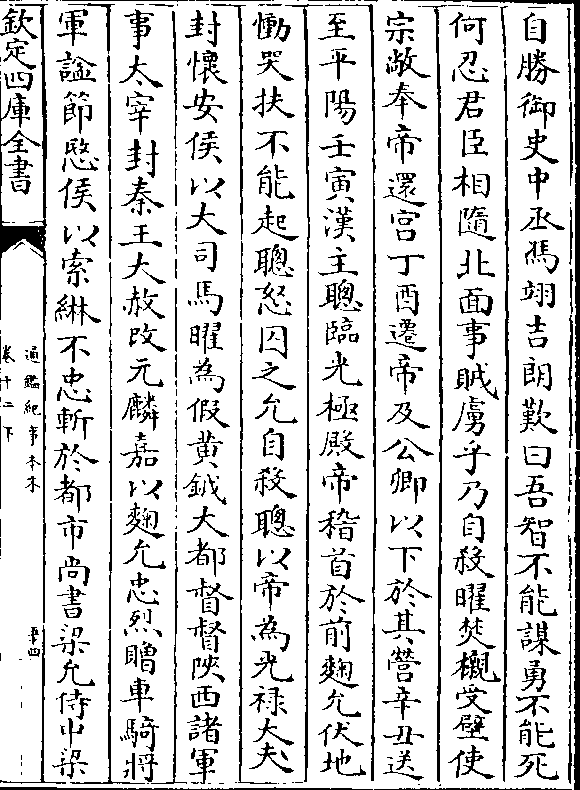 自勝御史中丞馮翊吉朗歎曰吾智不能謀勇不能死
何忍君臣相隨北面事賊虜乎乃自殺曜焚櫬受璧使
宗敞奉帝還宮丁酉遷帝及公卿以下於其營辛丑送
至平陽壬寅漢主聰臨光極殿帝稽首於前麴允伏地
慟哭扶不能起聰怒囚之允自殺聰以帝為光禄大夫
封懷安侯以大司馬曜為假黄鉞大都督督陜西諸軍
事太宰封秦王大赦改元麟嘉以麴允忠烈贈車騎將
軍諡節愍侯以索綝不忠斬於都市尚書梁允侍中梁
欽定四庫全書
通鑑紀事本末
卷十二下